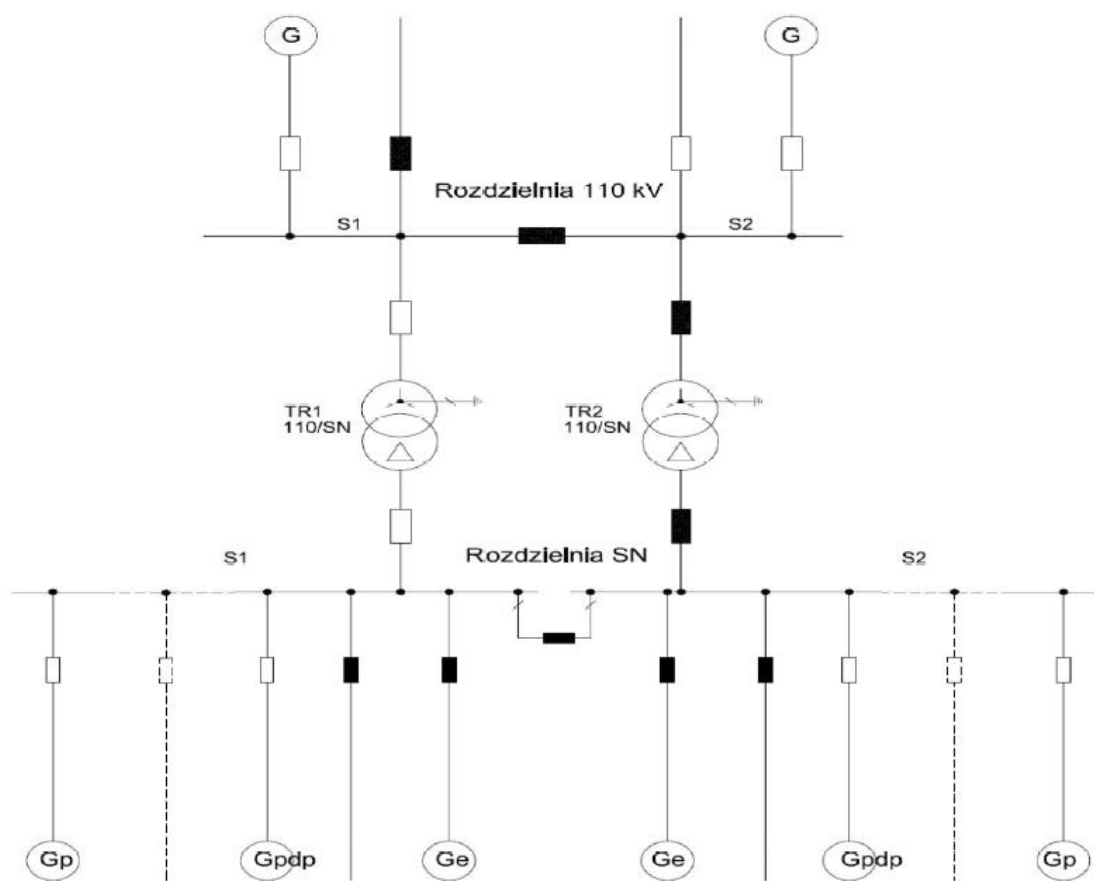 G
G
Rozdzielnia 110 kV
S1
S2
TR1
110/SN
TR2
110/SN
Rozdzielnia SN
S1
S2
Gp
Gpdp
Ge
Ge
Gpdp
Gp